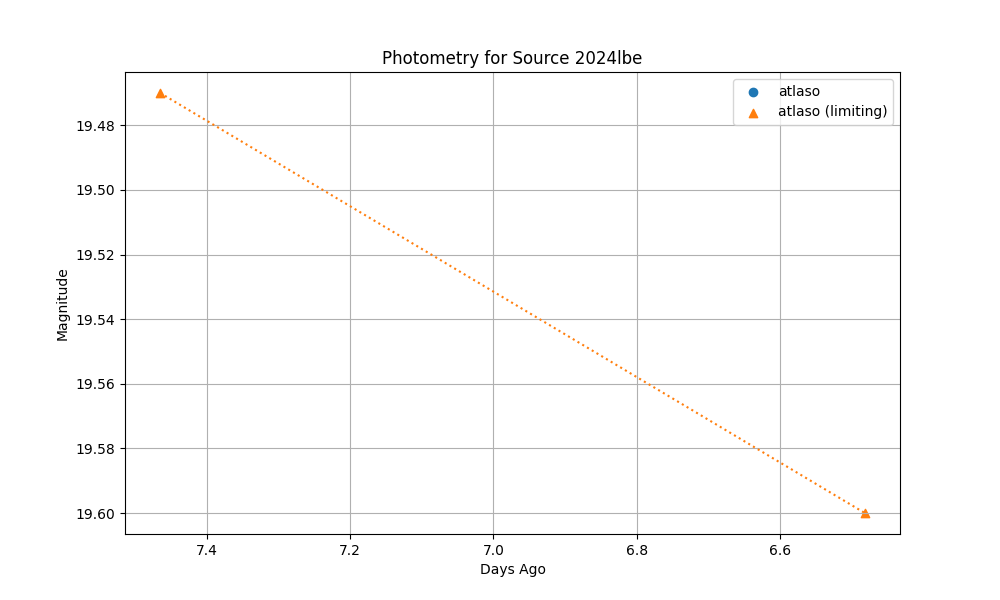 Photometry for Source 2024lbe
atlaso
atlaso (limiting)
Magnitude
19.48
19.50
19.52
19.54
19.56
19.58
19.60
7.4 7.2 7.0 6.8 6.6
Days Ago